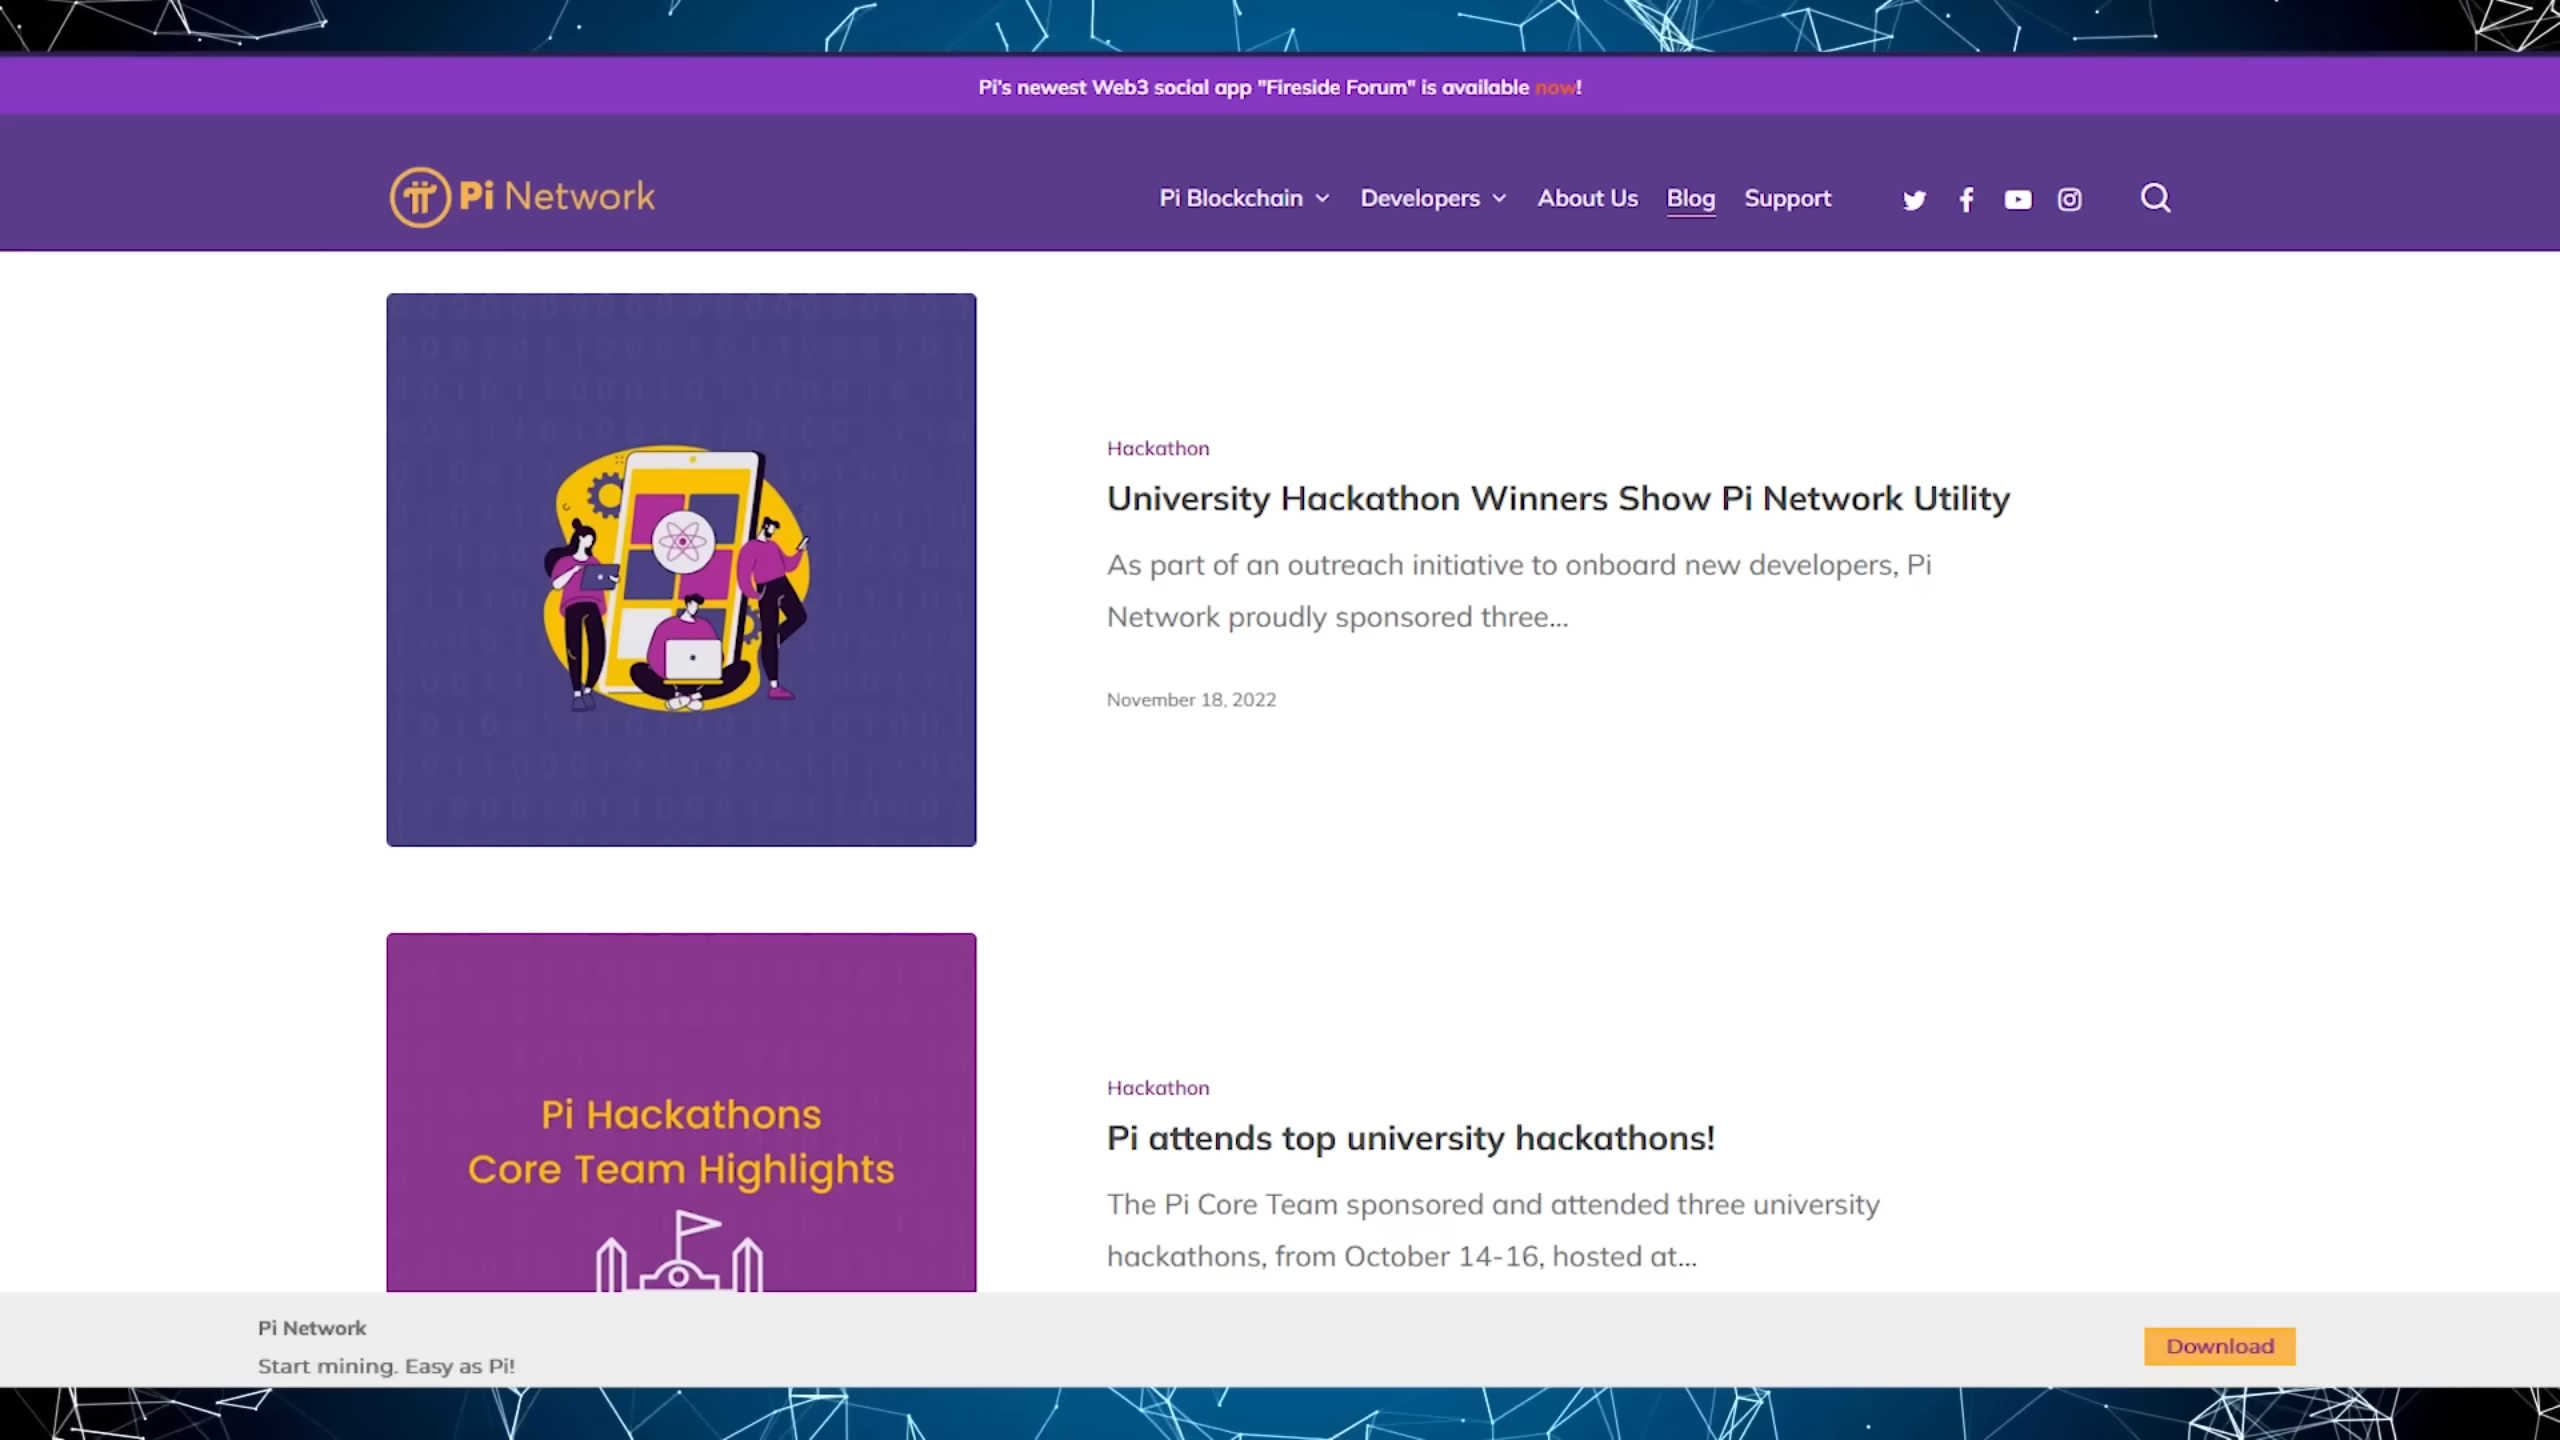 Pi's newest Web3 social app "Fireside Forum" is available now!
Pi Network
Pi Blockchain Developers About Us Blog Support
Hackathon
University Hackathon Winners Show Pi Network Utility
As part of an outreach initiative to onboard new developers, Pi
Network proudly sponsored three...
November 18, 2022
Pi Hackathons
Core Team Highlights
Hackathon
Pi attends top university hackathons!
The Pi Core Team sponsored and attended three university
hackathons, from October 14-16, hosted at...
Pi Network
Start mining. Easy as Pi!
Download